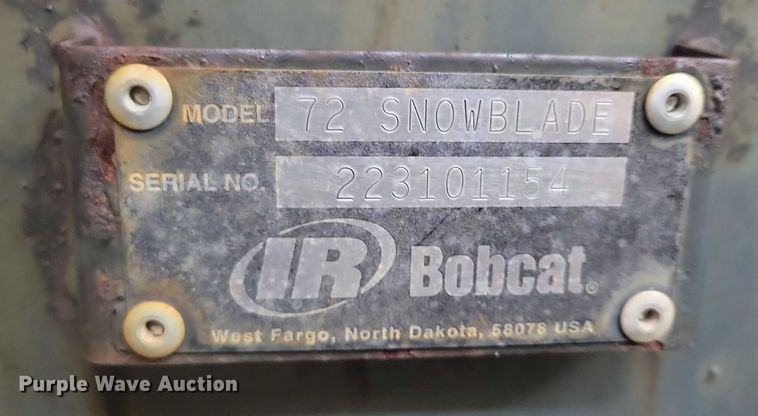 MODEL 72 SNOWBLADE
SERIAL NO. 223101154
IR Bobcat®
West Fargo, North Dakota, 58078 USA
Purple Wave Auction